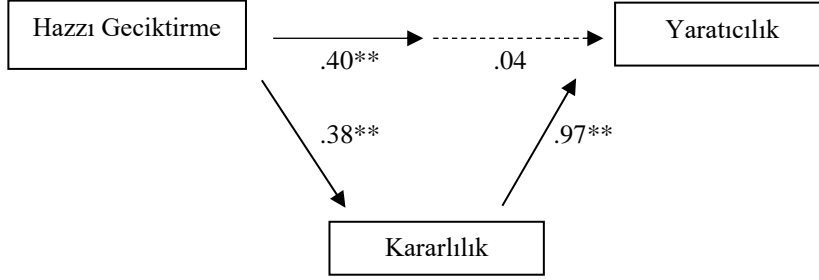 Hazzı Geciktirme
Yaratıcılık
.40**
.04
.38**
.97**
Kararlılık